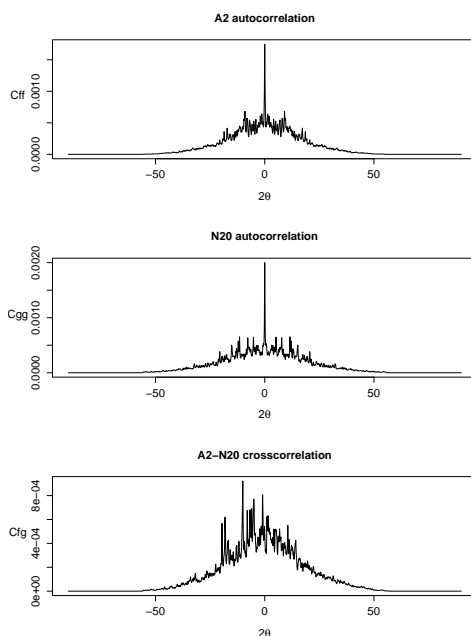 A2 autocorrelation
Cff
0.0000
0.0010
−50
0
50
2θ
N20 autocorrelation
Cgg
0.0000
0.0010
0.0020
−50
0
50
2θ
A2−N20 crosscorrelation
Cfg
0e+00
4e−04
8e−04
−50
0
50
2θ